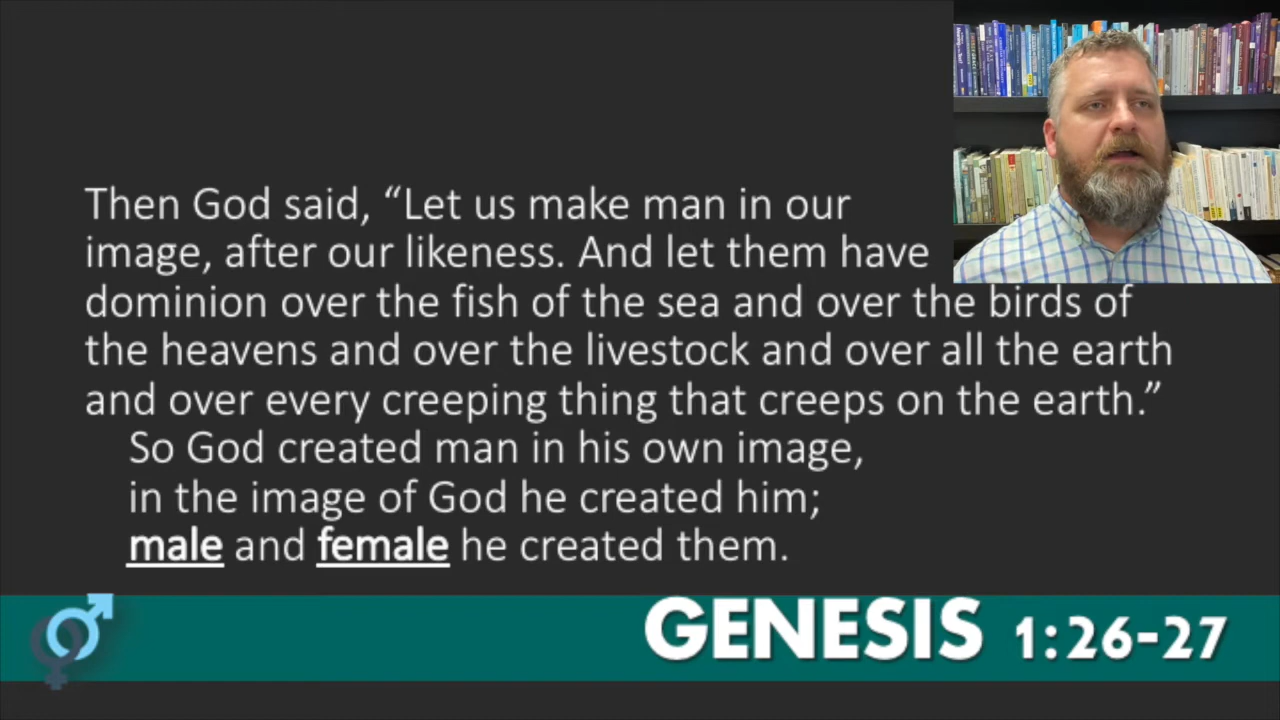 Then God said, “Let us make man in our
image, after our likeness. And let them have
dominion over the fish of the sea and over the birds of
the heavens and over the livestock and over all the earth
and over every creeping thing that creeps on the earth.”
So God created man in his own image,
in the image of God he created him;
male and female he created them.
GENESIS 1:26-27